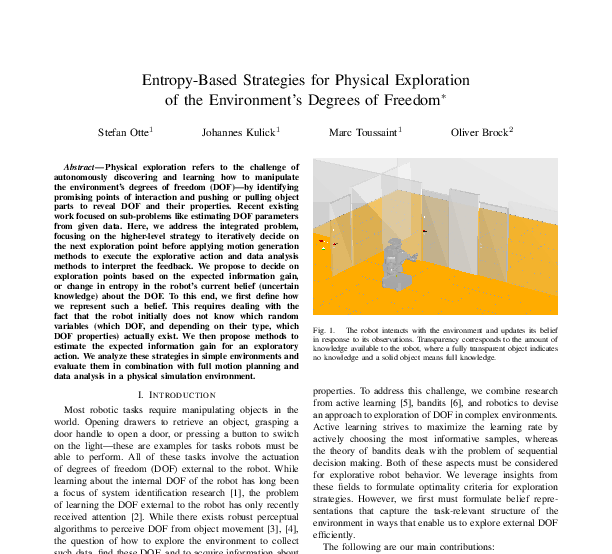 Entropy-Based Strategies for Physical Exploration
of the Environment's Degrees of Freedom*
Stefan Otte1 Johannes Kulick1 Marc Toussaint1 Oliver Brock2
Abstract—Physical exploration refers to the challenge of
autonomously discovering and learning how to manipulate
the environment's degrees of freedom (DOF)—by identifying
promising points of interaction and pushing or pulling object
parts to reveal DOF and their properties. Recent existing
work focused on sub-problems like estimating DOF parameters
from given data. Here, we address the integrated problem,
focusing on the higher-level strategy to iteratively decide on
the next exploration point before applying motion generation
methods to execute the explorative action and data analysis
methods to interpret the feedback. We propose to decide on
exploration points based on the expected information gain,
or change in entropy in the robot's current belief (uncertain
knowledge) about the DOF. To this end, we first define how
we represent such a belief. This requires dealing with the
fact that the robot initially does not know which random
variables (which DOF, and depending on their type, which
DOF properties) actually exist. We then propose methods to
estimate the expected information gain for an exploratory
action. We analyze these strategies in simple environments and
evaluate them in combination with full motion planning and
data analysis in a physical simulation environment.
I. INTRODUCTION
Most robotic tasks require manipulating objects in the
world. Opening drawers to retrieve an object, grasping a
door handle to open a door, or pressing a button to switch
on the light—these are examples for tasks robots must be
able to perform. All of these tasks involve the actuation
of degrees of freedom (DOF) external to the robot. While
learning about the internal DOF of the robot has long been
a focus of system identification research [1], the problem
of learning the DOF external to the robot has only recently
received attention [2]. While there exists robust perceptual
algorithms to perceive DOF from object movement [3], [4],
the question of how to explore the environment to collect
such data, find these DOF, and to acquire information about
Fig. 1. The robot interacts with the environment and updates its belief
in response to its observations. Transparency corresponds to the amount of
knowledge available to the robot, where a fully transparent object indicates
no knowledge and a solid object means full knowledge.
properties. To address this challenge, we combine research
from active learning [5], bandits [6], and robotics to devise
an approach to exploration of DOF in complex environments.
Active learning strives to maximize the learning rate by
actively choosing the most informative samples, whereas
the theory of bandits deals with the problem of sequential
decision making. Both of these aspects must be considered
for explorative robot behavior. We leverage insights from
these fields to formulate optimality criteria for exploration
strategies. However, we first must formulate belief repre-
sentations that capture the task-relevant structure of the
environment in ways that enable us to explore external DOF
efficiently.
The following are our main contributions: